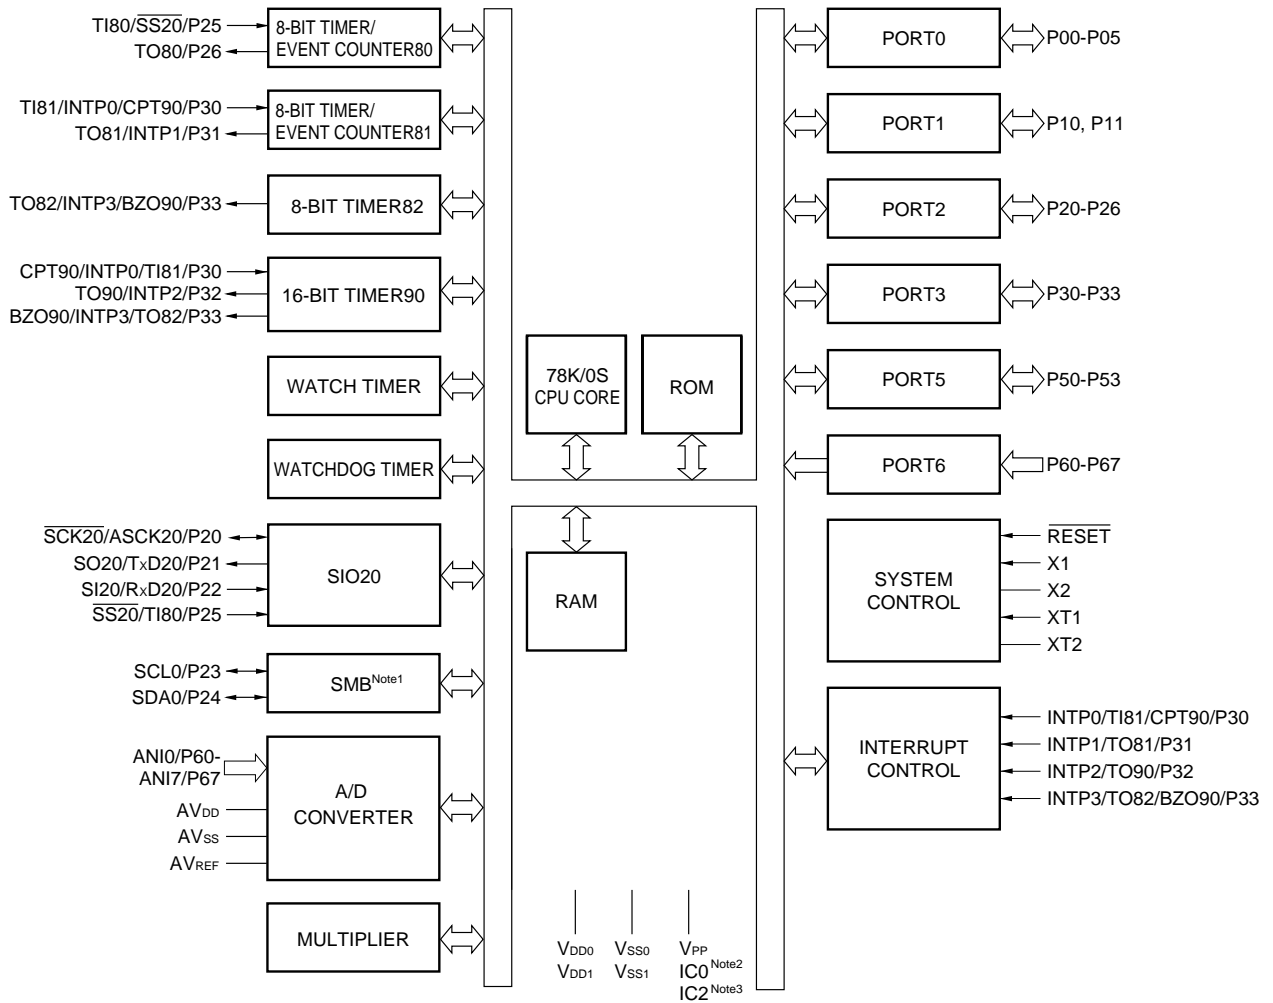 TI80/SS20/P25
TO80/P26
8-BIT TIMER/
EVENT COUNTER80
TI81/INTP0/CPT90/P30
TO81/INTP1/P31
8-BIT TIMER/
EVENT COUNTER81
TO82/INTP3/BZO90/P33
8-BIT TIMER82
CPT90/INTP0/TI81/P30
TO90/INTP2/P32
BZO90/INTP3/TO82/P33
16-BIT TIMER90
WATCH TIMER
WATCHDOG TIMER
SCK20/ASCK20/P20
SO20/TxD20/P21
SI20/RxD20/P22
SS20/TI80/P25
SIO20
SCL0/P23
SDA0/P24
SMBNote1
ANI0/P60-
ANI7/P67
AVDD
AVSS
AVREF
A/D
CONVERTER
MULTIPLIER
78K/0S
CPU CORE
ROM
RAM
VDD0
VDD1
VSS0
VSS1
VPP
IC0Note2
IC2Note3
PORT0
P00-P05
PORT1
P10, P11
PORT2
P20-P26
PORT3
P30-P33
PORT5
P50-P53
PORT6
P60-P67
SYSTEM
CONTROL
RESET
X1
X2
XT1
XT2
INTERRUPT
CONTROL
INTP0/TI81/CPT90/P30
INTP1/TO81/P31
INTP2/TO90/P32
INTP3/TO82/BZO90/P33